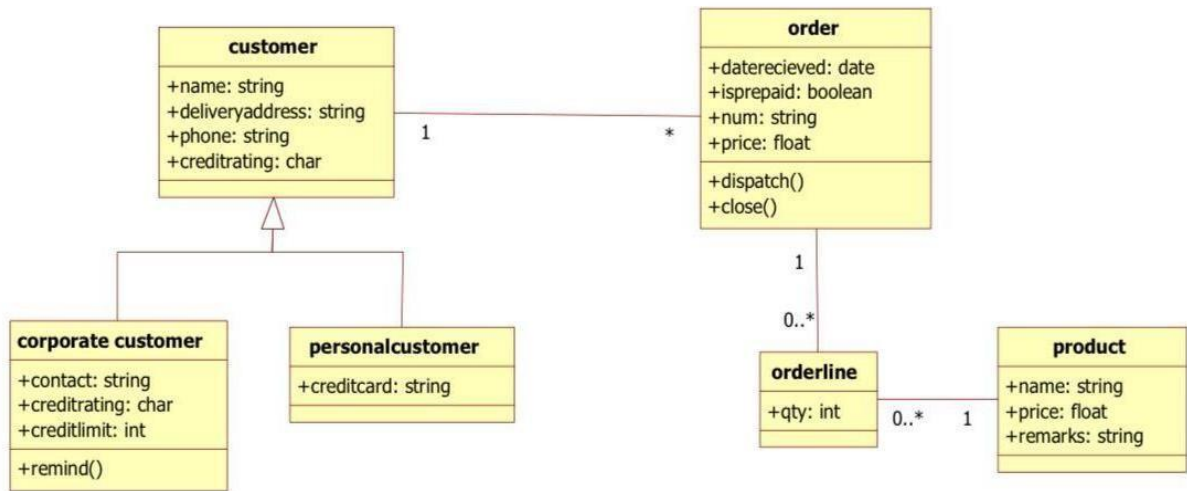 customer
+name: string
+deliveryaddress: string
+phone: string
+creditrating: char
1
*
order
+daterecieved: date
+isprepaid: boolean
+num: string
+price: float
+dispatch()
+close()
1
0..*
corporate customer
+contact: string
+creditrating: char
+creditlimit: int
+remind()
personalcustomer
+creditcard: string
orderline
+qty: int
0..*
1
product
+name: string
+price: float
+remarks: string